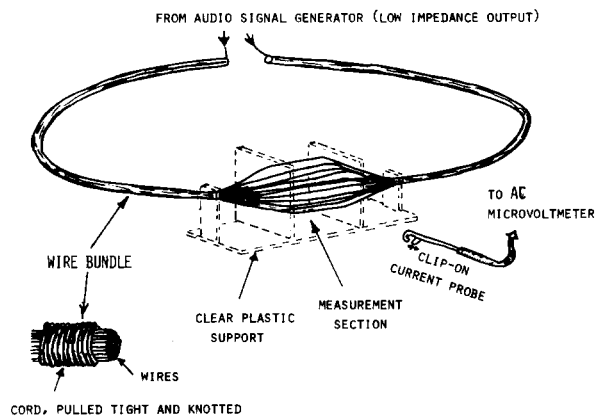 FROM AUDIO SIGNAL GENERATOR (LOW IMPEDANCE OUTPUT)
TO AC
MICROVOLTMETER
WIRE BUNDLE
CLIP-ON
CURRENT PROBE
CLEAR PLASTIC
SUPPORT
MEASUREMENT
SECTION
WIRES
CORD, PULLED TIGHT AND KNOTTED